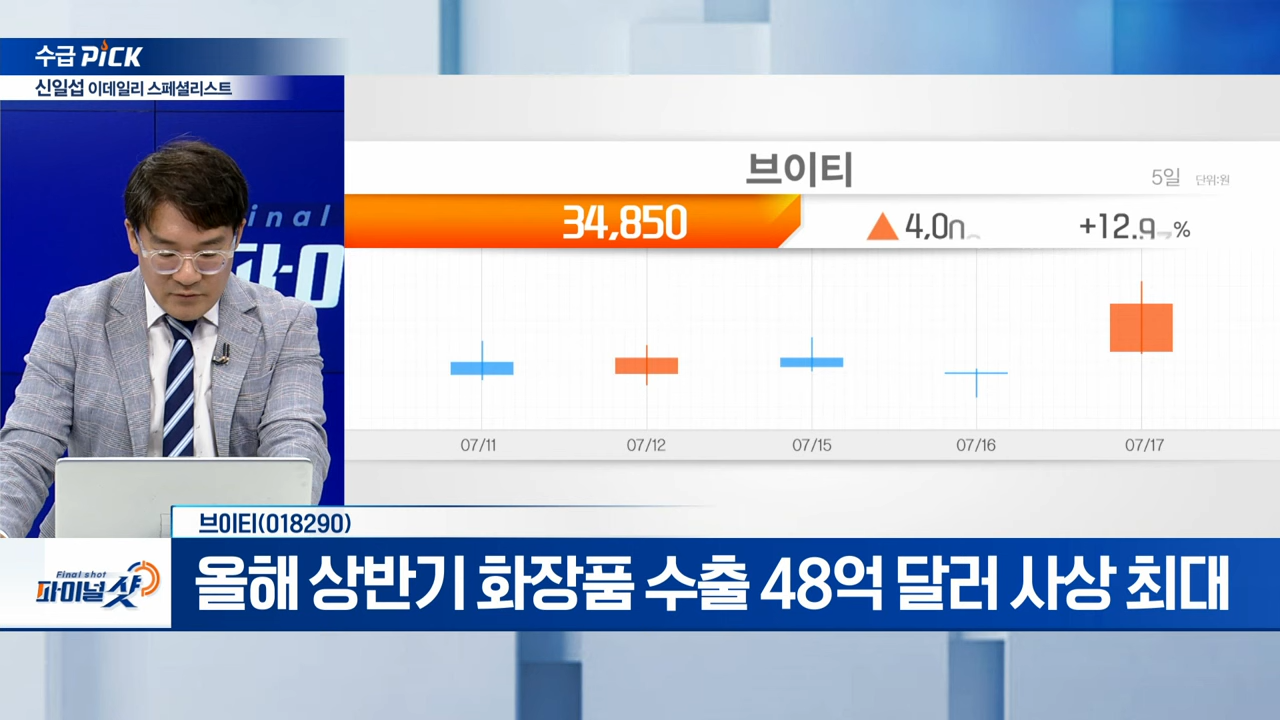 수급 PiCK
신일섭 이데일리 스페셜리스트
inal
브이티
5일 단위:원
34,850
07/11 07/12 07/15 07/16 07/17
브이티(018290)
Final shot
파이널샷
올해 상반기 화장품 수출 48억 달러 사상 최대